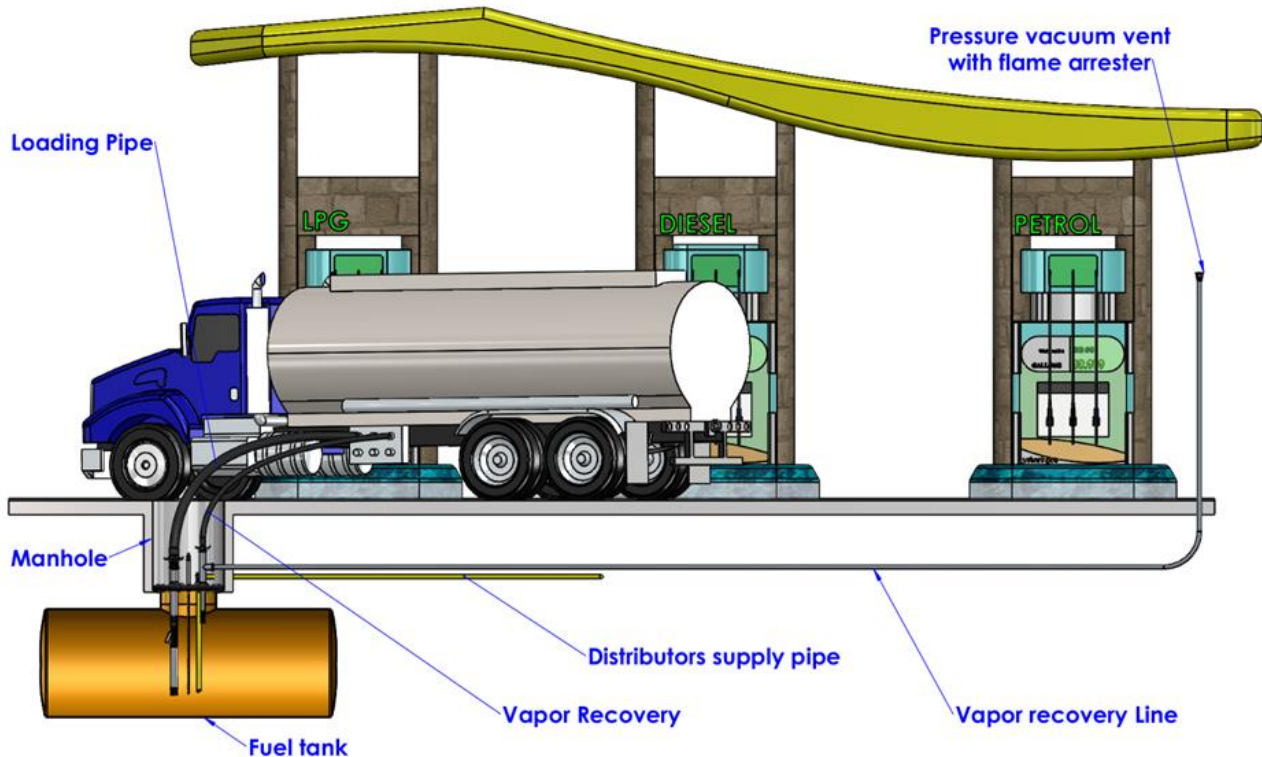 Pressure vacuum vent
with flame arrester
Loading Pipe
LPG
DIESEL
PETROL
Manhole
Distributors supply pipe
Vapor Recovery
Vapor recovery Line
Fuel tank